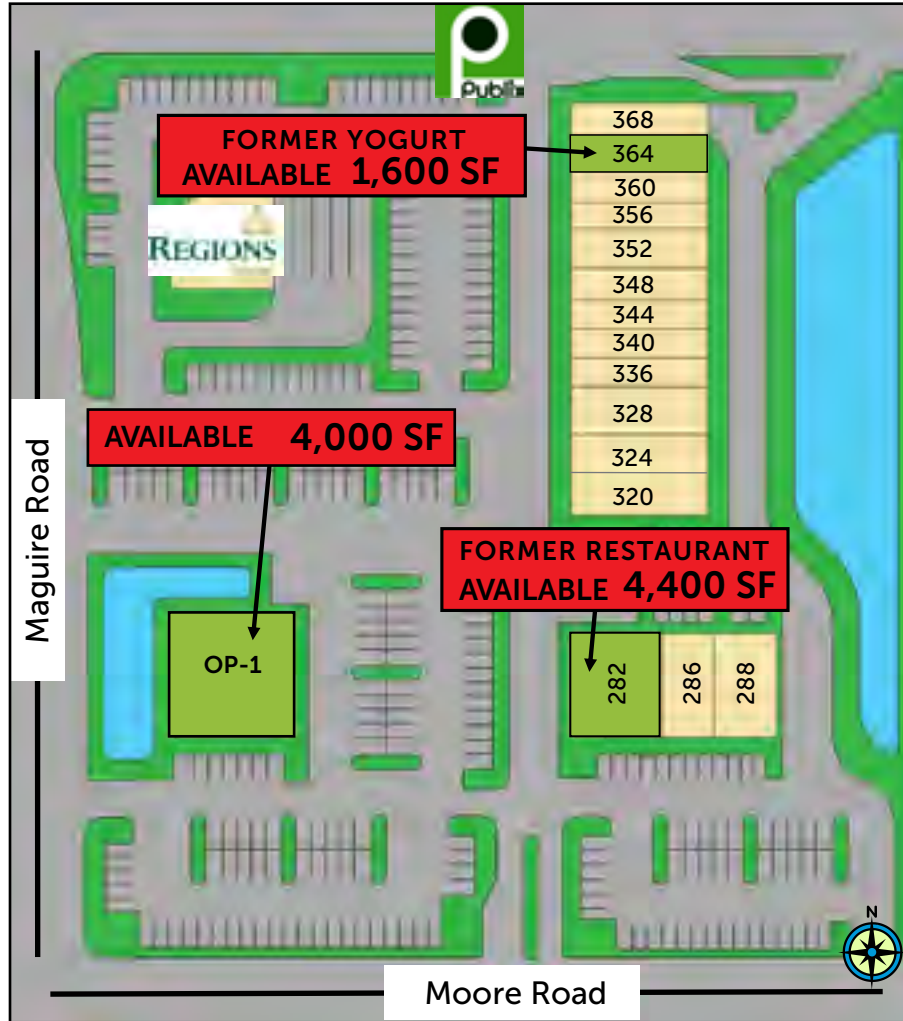 Publix
368
FORMER YOGURT
AVAILABLE 1,600 SF
364
360
356
REGIONS
352
348
344
340
336
328
AVAILABLE 4,000 SF
324
320
Maguire Road
FORMER RESTAURANT
AVAILABLE 4,400 SF
OP-1
282
286
288
N
Moore Road